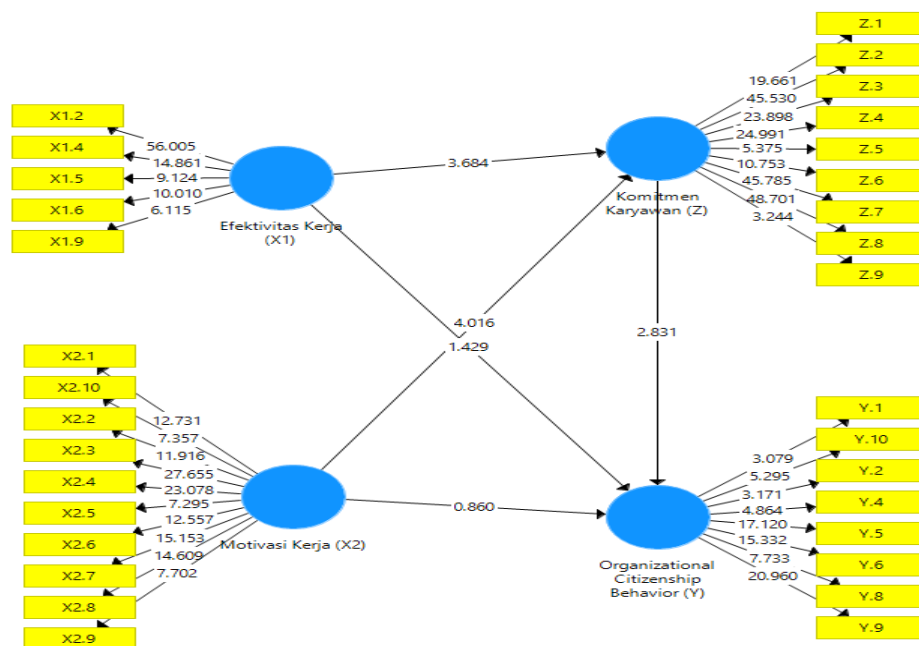 X1.2
X1.4
X1.5
X1.6
X1.9
56.005
14.861
9.124
10.010
6.115
Efektivitas Kerja
(X1)
3.684
Z.1
Z.2
Z.3
Z.4
Z.5
Z.6
Z.7
Z.8
Z.9
19.661
45.530
23.898
24.991
5.375
10.753
45.785
48.701
3.244
Komitmen
Karyawan (Z)
4.016
1.429
2.831
X2.1
X2.10
X2.2
X2.3
X2.4
X2.5
X2.6
X2.7
X2.8
X2.9
12.731
7.357
11.916
27.655
23.078
7.295
12.557
15.153
14.609
7.702
Motivasi Kerja (X2)
0.860
Y.1
Y.10
Y.2
Y.4
Y.5
Y.6
Y.8
Y.9
3.079
5.295
3.171
4.864
17.120
15.332
7.733
20.960
Organizational
Citizenship
Behavior (Y)